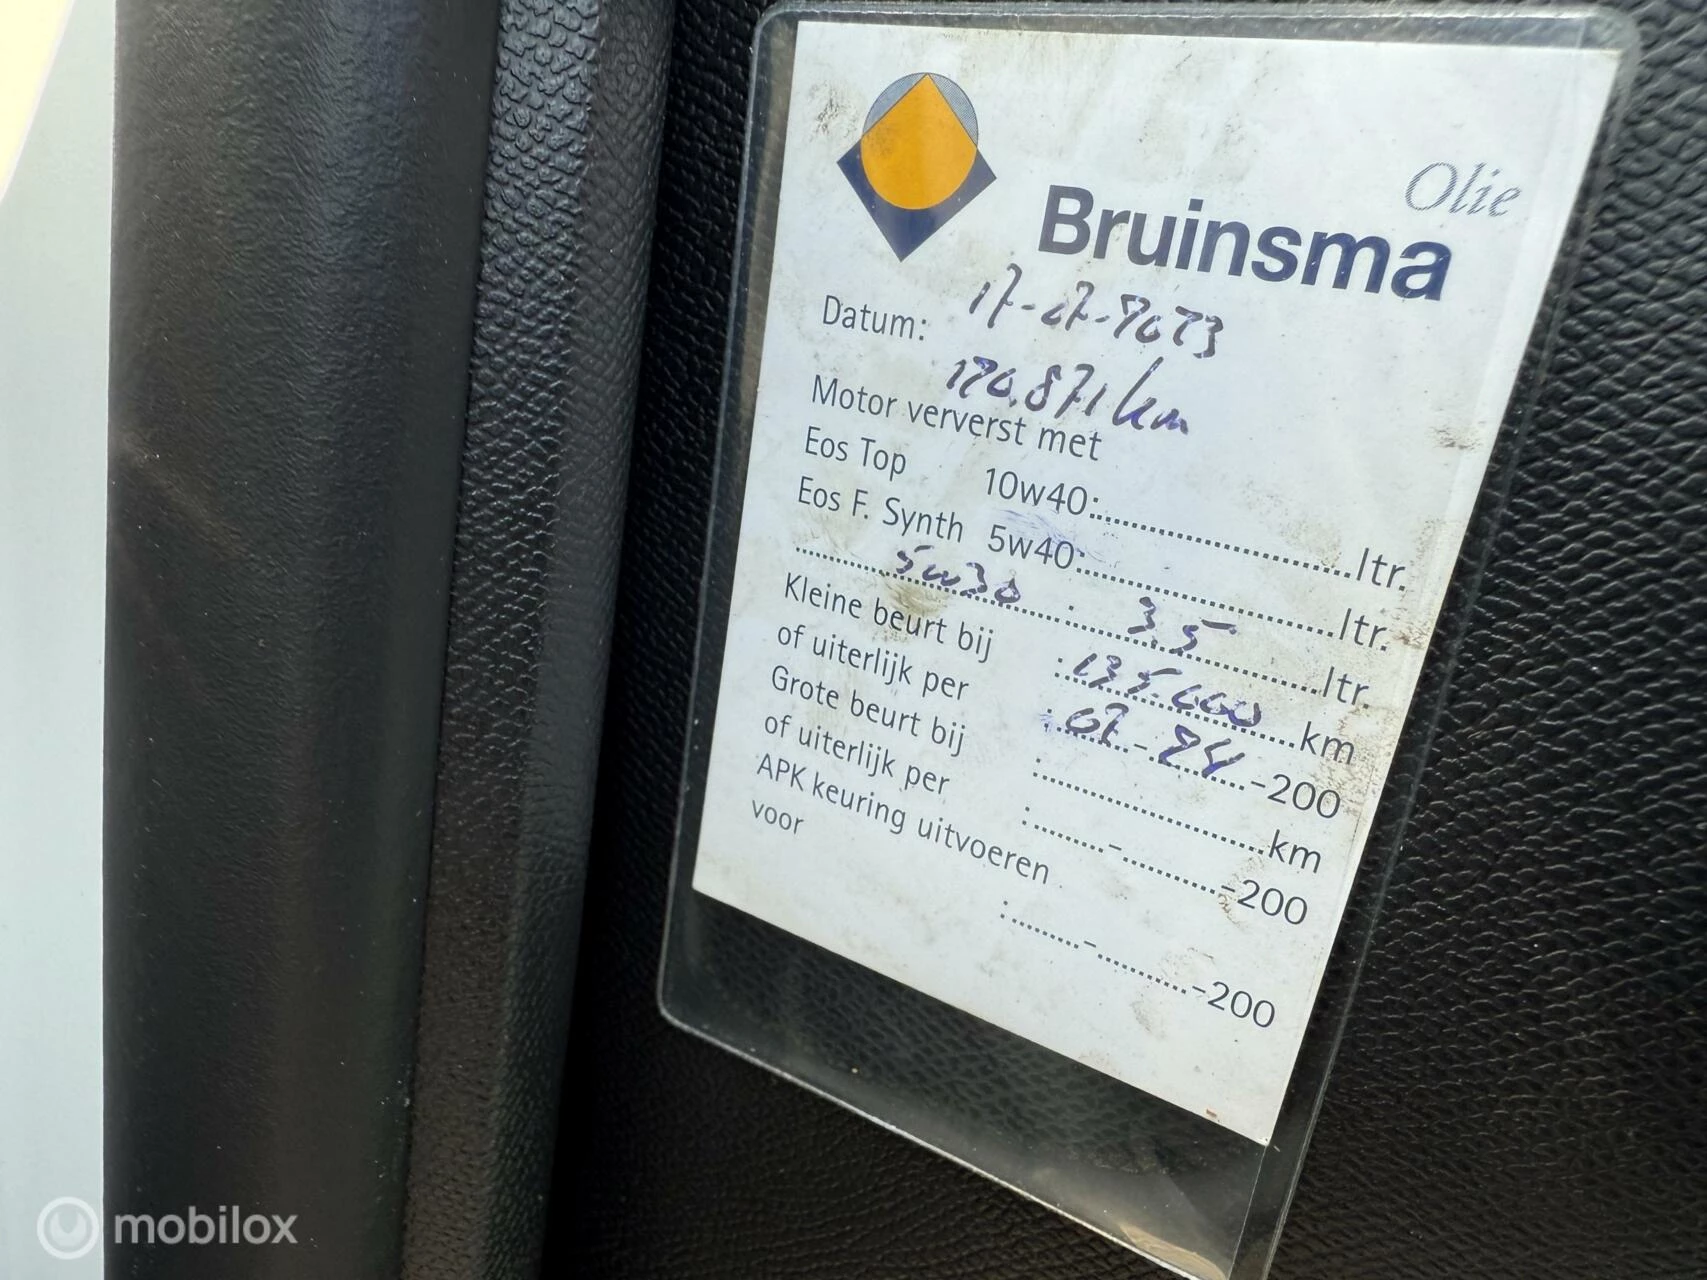 Olie
Bruinsma
Datum: 17-07-2023
120.871 km
Motor ververst met
Eos Top 10w40:..............................ltr.
Eos F. Synth 5w40:..............................ltr.
5w30 : 3.5 ltr.
Kleine beurt bij : 135.000 km
of uiterlijk per : 07 - 24 -200
Grote beurt bij :..............................km
of uiterlijk per :..........-............-200
APK keuring uitvoeren
voor :..........-............-200
mobilox